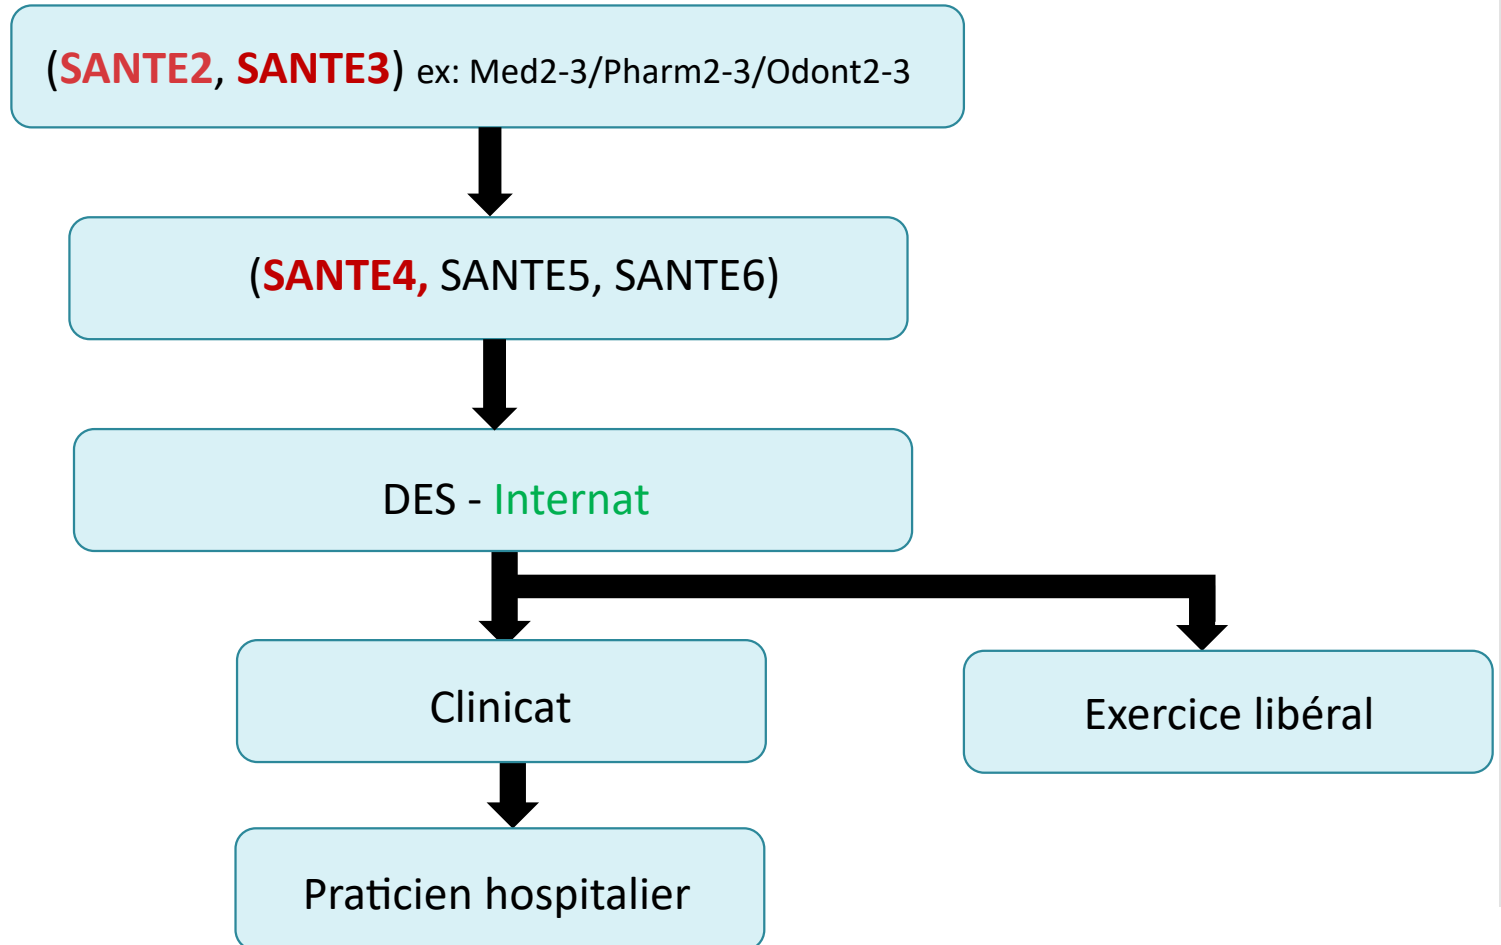 (SANTE2, SANTE3) ex: Med2-3/Pharm2-3/Odont2-3
(SANTE4, SANTE5, SANTE6)
DES - Internat
Clinicat
Exercice libéral
Praticien hospitalier